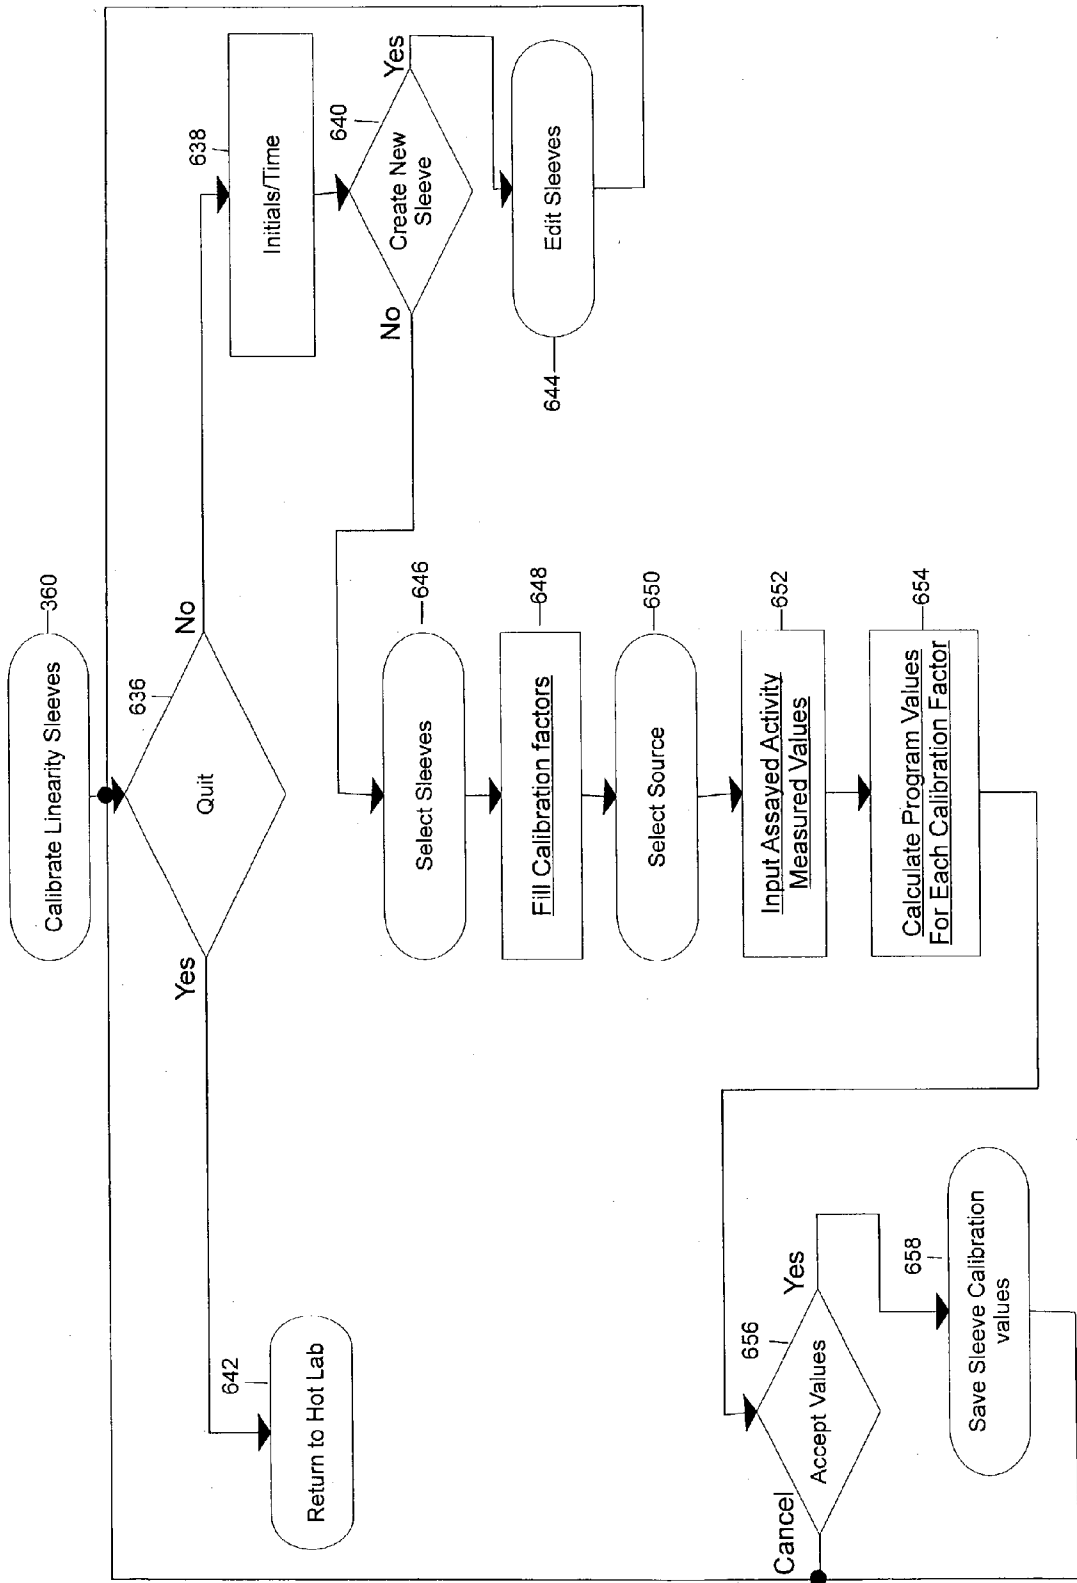 Calibrate Linearity Sleeves
360
636
Quit
Yes
No
642
Return to Hot Lab
638
Initials/Time
640
Create New
Sleeve
Yes
No
Edit Sleeves
644
Select Sleeves
646
Fill Calibration factors
648
Select Source
650
Input Assayed Activity
Measured Values
652
Calculate Program Values
For Each Calibration Factor
654
656
Accept Values
Cancel
Yes
658
Save Sleeve Calibration
values